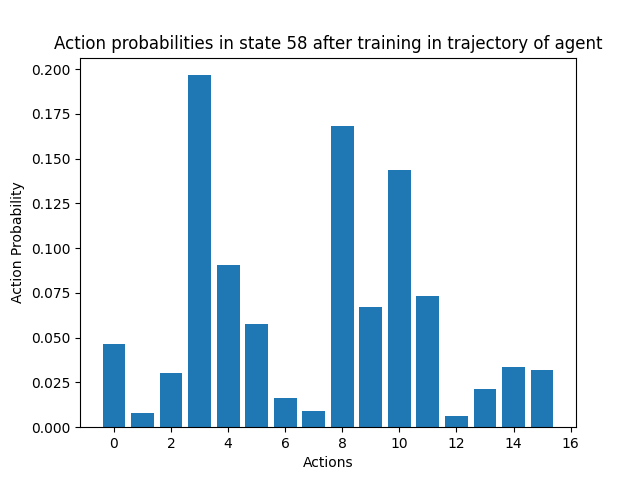 Action probabilities in state 58 after training in trajectory of agent
0.200
0.175
0.150
0.125
0.100
0.075
0.050
0.025
0.000
Action Probability
0 2 4 6 8 10 12 14 16
Actions